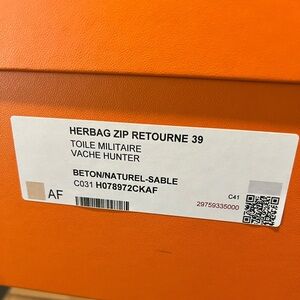 HERBAG ZIP RETOURNE 39
TOILE MILITAIRE
VACHE HUNTER
BETON/NATUREL-SABLE
C031 H078972CKAF
AF
C41
29759335000